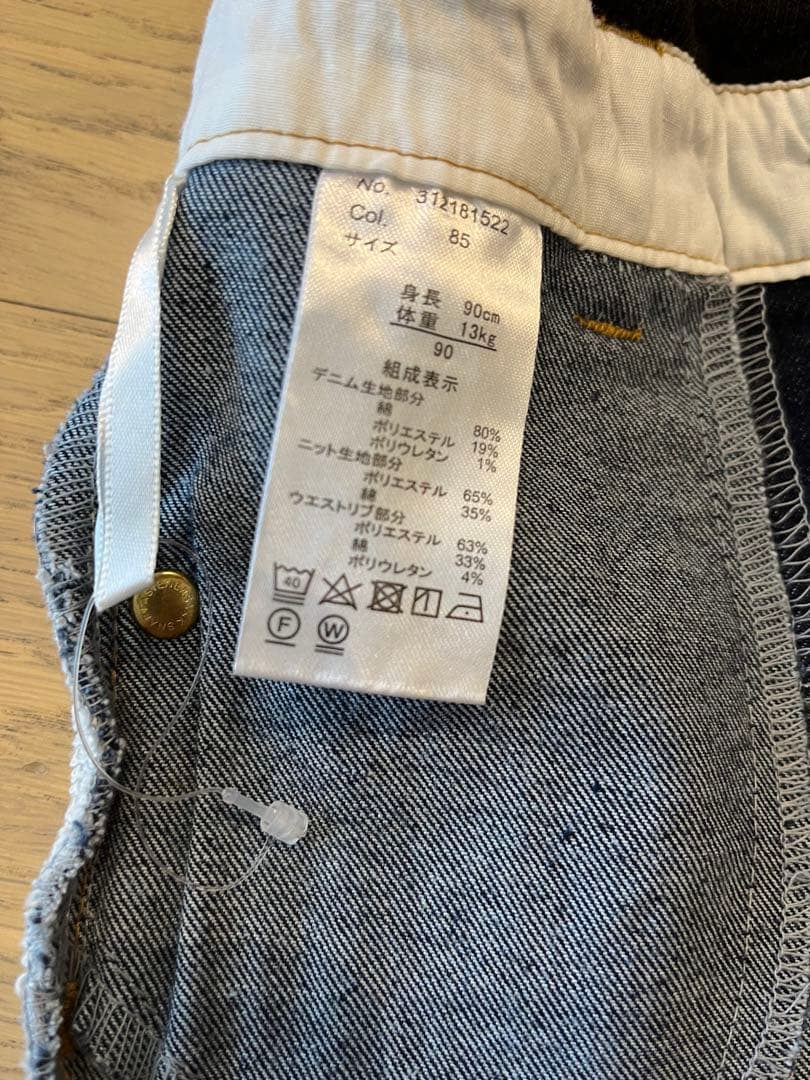 No. 312181522
Col. 85
サイズ
身長 90cm
体重 13kg
90
組成表示
デニム生地部分
綿 80%
ポリエステル 19%
ポリウレタン 1%
ニット生地部分
ポリエステル 65%
綿 35%
ウエストリブ部分
ポリエステル 63%
綿 33%
ポリウレタン 4%
40
F W